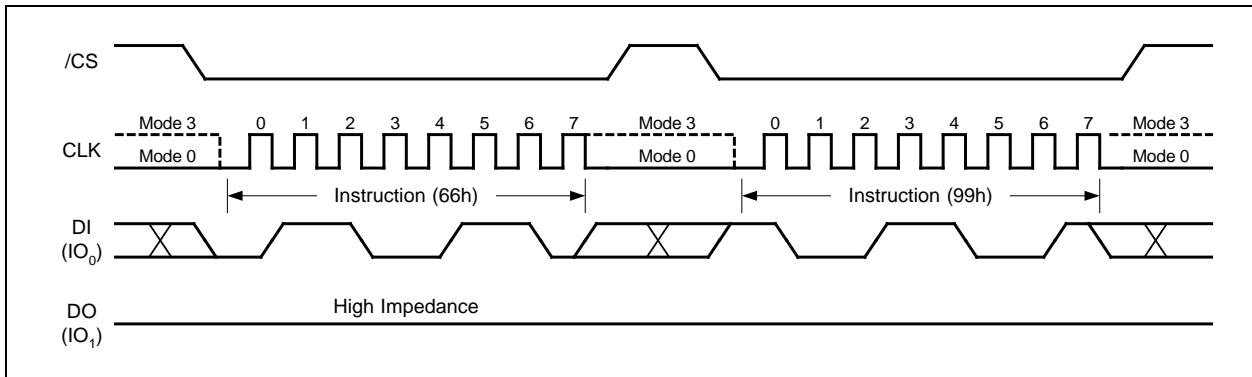 /CS
Mode 3 0 1 2 3 4 5 6 7 Mode 3 0 1 2 3 4 5 6 7 Mode 3
CLK Mode 0 Mode 0 Mode 0
Instruction (66h) Instruction (99h)
DI
(IO0)
High Impedance
DO
(IO1)